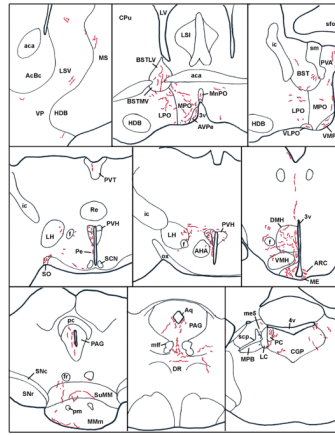 aca
AcBc
LSV
MS
VP
HDB
CPu
LV
LSI
BSTLV
aca
BSTMV
MnPO
MPO
LPO
3v
HDB
AVPe
sfo
ic
sm
PVA
BST
LPO
MPO
HDB
VLPO
VMP
PVT
ic
Re
LH
f
PVH
Pe
SCN
SO
ic
LH
f
PVH
AHA
ox
DMH
3v
f
VMH
ARC
ME
pc
PAG
SNc
fr
SNr
SuMM
pm
MMm
Aq
PAG
mlf
DR
me5
4v
scp
PC
CGP
MPB
LC